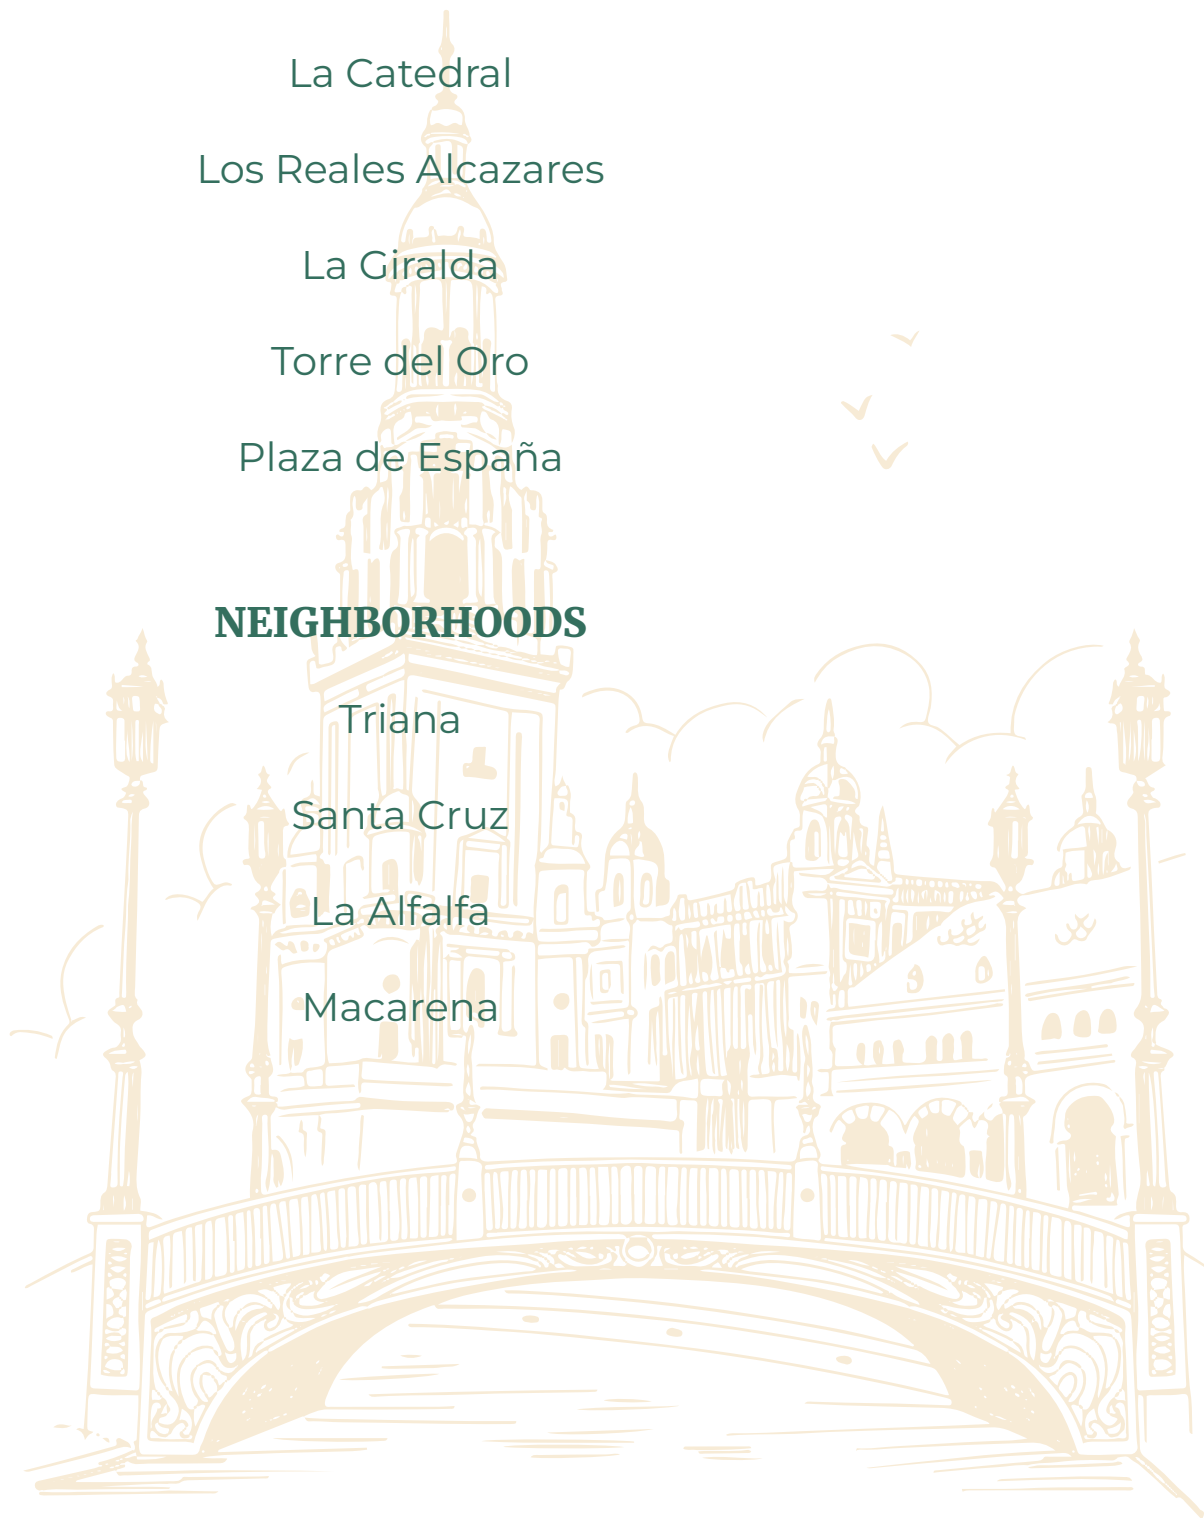 La Catedral
Los Reales Alcazares
La Giralda
Torre del Oro
Plaza de España
NEIGHBORHOODS
Triana
Santa Cruz
La Alfalfa
Macarena